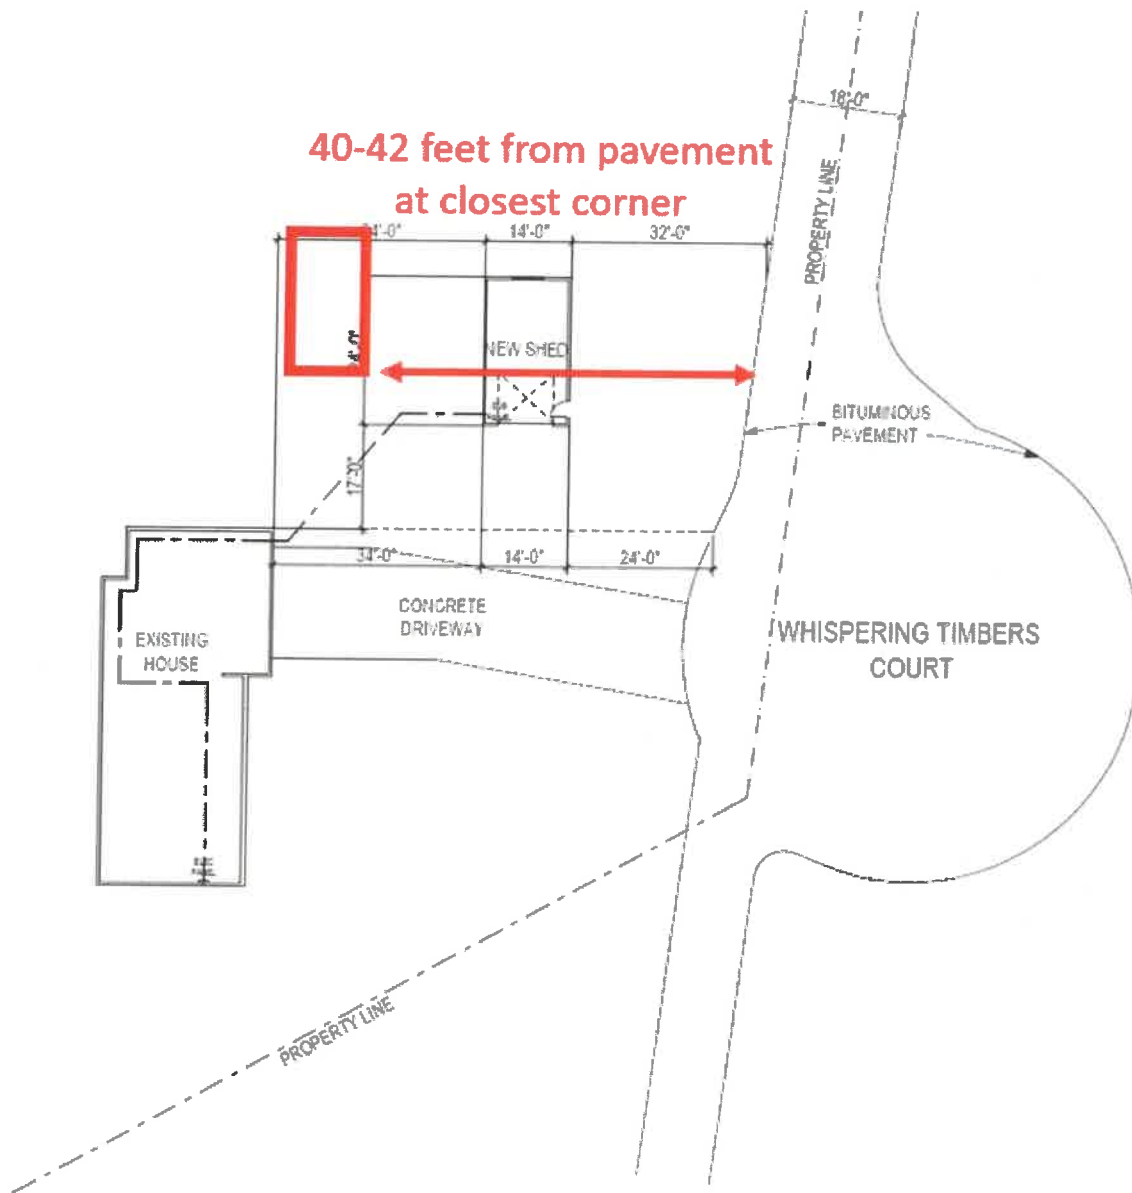 18'-0"
40-42 feet from pavement
at closest corner
14'-0"
32'-0"
PROPERTY LINE
NEW SHED
BITUMINOUS
PAVEMENT
17'-0"
34'-0"
14'-0"
24'-0"
CONCRETE
DRIVEWAY
EXISTING
HOUSE
WHISPERING TIMBERS
COURT
PROPERTY LINE